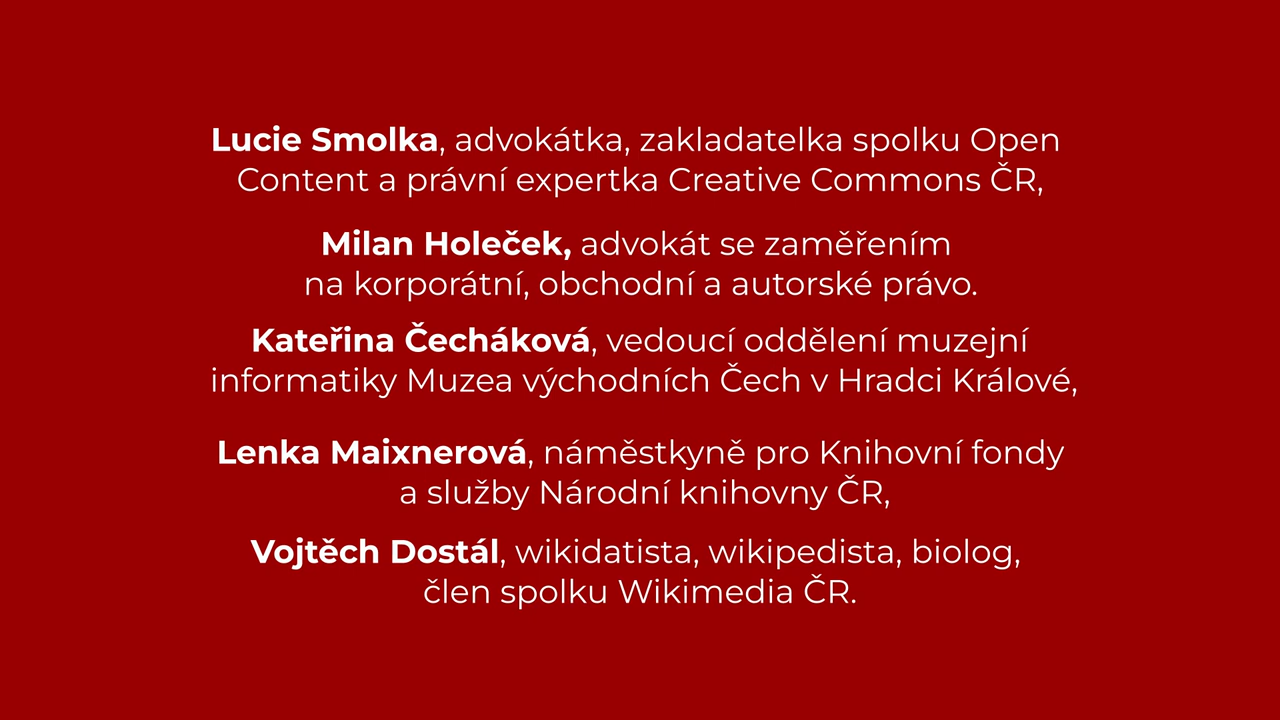 Lucie Smolka, advokátka, zakladatelka spolku Open
Content a právní expertka Creative Commons ČR,
Milan Holeček, advokát se zaměřením
na korporátní, obchodní a autorské právo.
Kateřina Čecháková, vedoucí oddělení muzejní
informatiky Muzea východních Čech v Hradci Králové,
Lenka Maixnerová, náměstkyně pro Knihovní fondy
a služby Národní knihovny ČR,
Vojtěch Dostál, wikidatista, wikipedista, biolog,
člen spolku Wikimedia ČR.